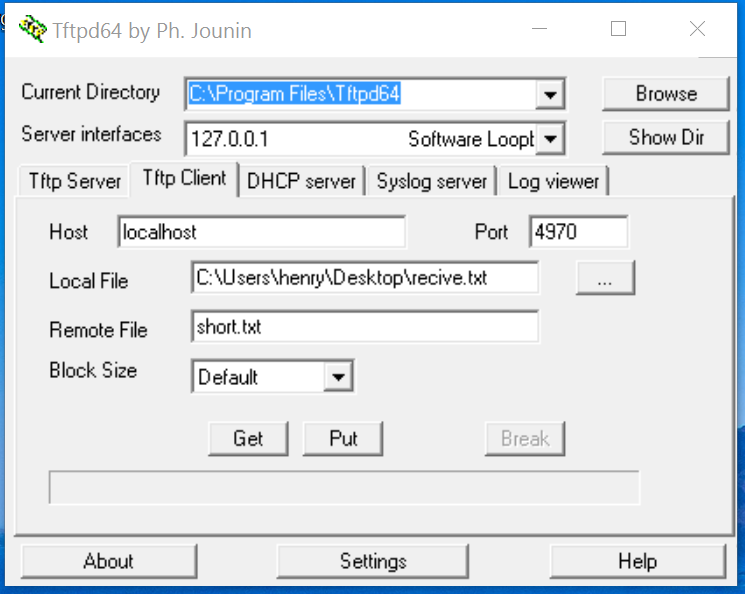 Tftpd64 by Ph. Jounin
Current Directory C:\Program Files\Tftpd64 Browse
Server interfaces 127.0.0.1 Software Loopt Show Dir
Tftp Server Tftp Client DHCP server Syslog server Log viewer
Host localhost Port 4970
Local File C:\Users\henry\Desktop\recive.txt ...
Remote File short.txt
Block Size Default
Get Put Break
About Settings Help